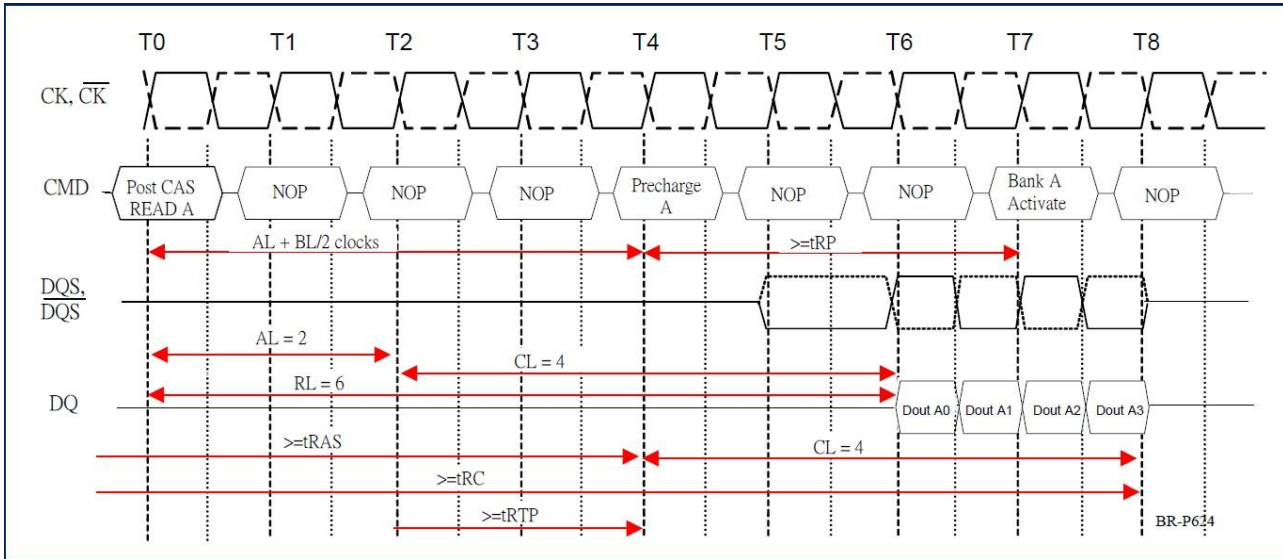 T0 T1 T2 T3 T4 T5 T6 T7 T8
CK, CK
CMD
Post CAS
READ A
NOP
NOP
NOP
Precharge
A
NOP
NOP
Bank A
Activate
NOP
AL + BL/2 clocks
>=tRP
DQS,
DQS
AL = 2
CL = 4
RL = 6
DQ
Dout A0 Dout A1 Dout A2 Dout A3
>=tRAS
CL = 4
>=tRC
>=tRTP
BR-P624